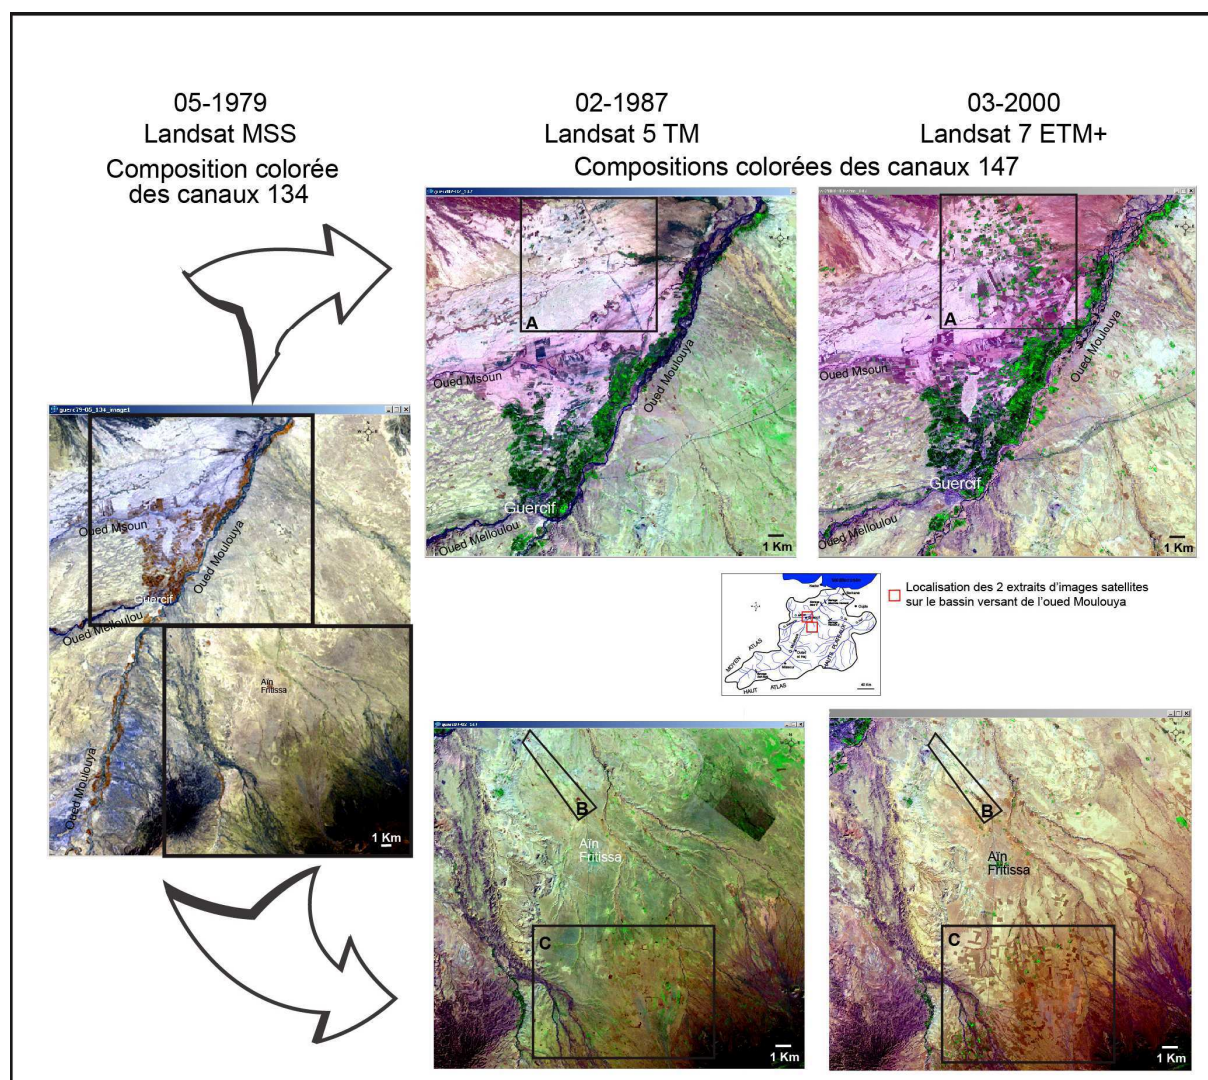 05-1979
Landsat MSS
Composition colorée
des canaux 134
02-1987
Landsat 5 TM
03-2000
Landsat 7 ETM+
Compositions colorées des canaux 147
A
Oued Msoun
Oued Moulouya
Guercif
Oued Melloulou
1 Km
A
Oued Msoun
Oued Moulouya
Guercif
Oued Melloulou
1 Km
Oued Msoun
Oued Moulouya
Guercif
Oued Melloulou
Aïn
Fritissa
Oued Moulouya
1 Km
Localisation des 2 extraits d'images satellites
sur le bassin versant de l'oued Moulouya
MOYEN ATLAS
HAUT ATLAS
HAUTS PLATEAUX
B
Aïn
Fritissa
C
1 Km
B
Aïn
Fritissa
C
1 Km